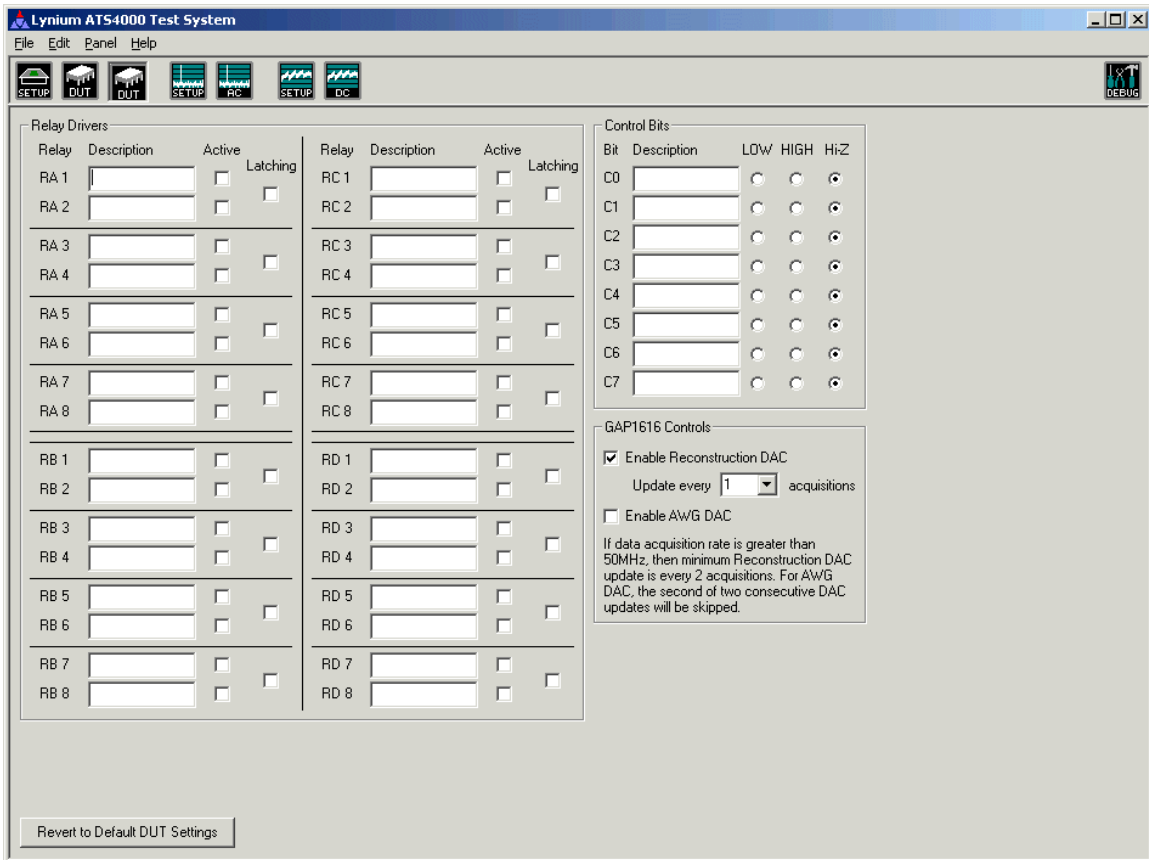 Lynium ATS4000 Test System
File Edit Panel Help
SETUP DUT DUT SETUP AC SETUP DC DEBUG
Relay Drivers
Relay Description Active Latching
RA 1
RA 2
RA 3
RA 4
RA 5
RA 6
RA 7
RA 8
RB 1
RB 2
RB 3
RB 4
RB 5
RB 6
RB 7
RB 8
Relay Description Active Latching
RC 1
RC 2
RC 3
RC 4
RC 5
RC 6
RC 7
RC 8
RD 1
RD 2
RD 3
RD 4
RD 5
RD 6
RD 7
RD 8
Control Bits
Bit Description LOW HIGH Hi-Z
C0
C1
C2
C3
C4
C5
C6
C7
GAP1616 Controls
Enable Reconstruction DAC
Update every 1 acquisitions
Enable AWG DAC
If data acquisition rate is greater than
50MHz, then minimum Reconstruction DAC
update is every 2 acquisitions. For AWG
DAC, the second of two consecutive DAC
updates will be skipped.
Revert to Default DUT Settings